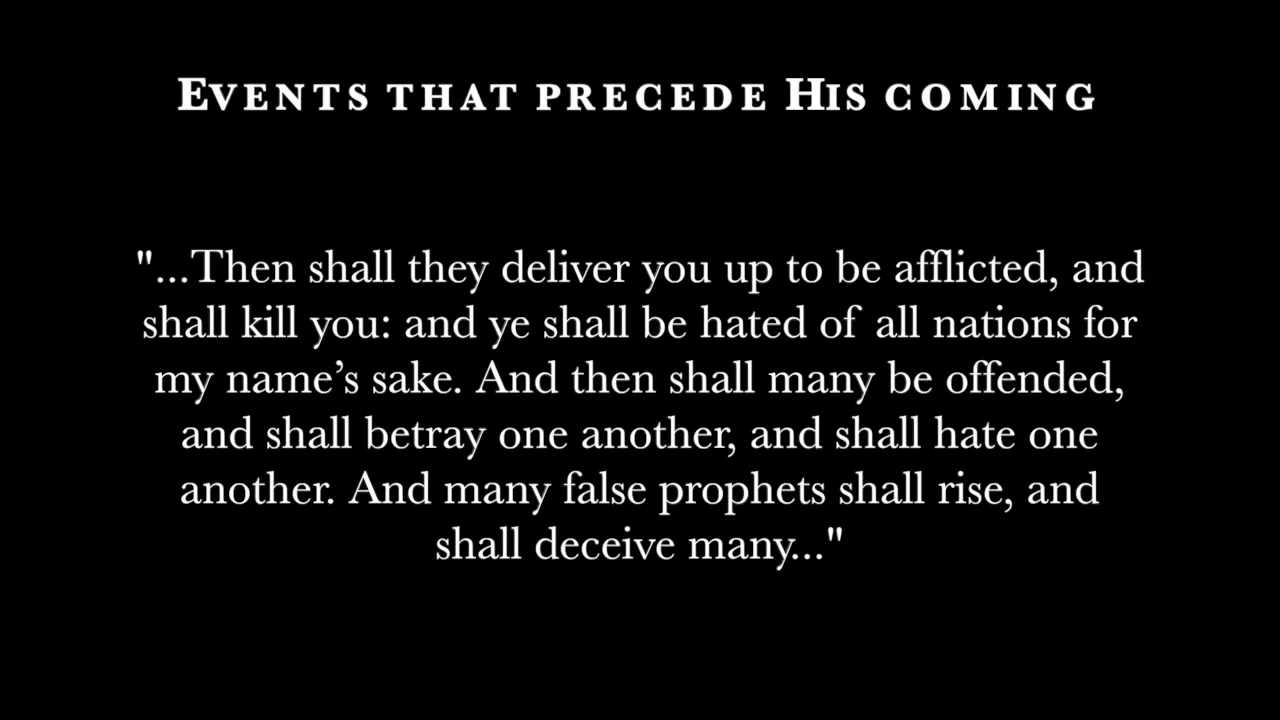 Events that precede His coming
"...Then shall they deliver you up to be afflicted, and
shall kill you: and ye shall be hated of all nations for
my name’s sake. And then shall many be offended,
and shall betray one another, and shall hate one
another. And many false prophets shall rise, and
shall deceive many..."